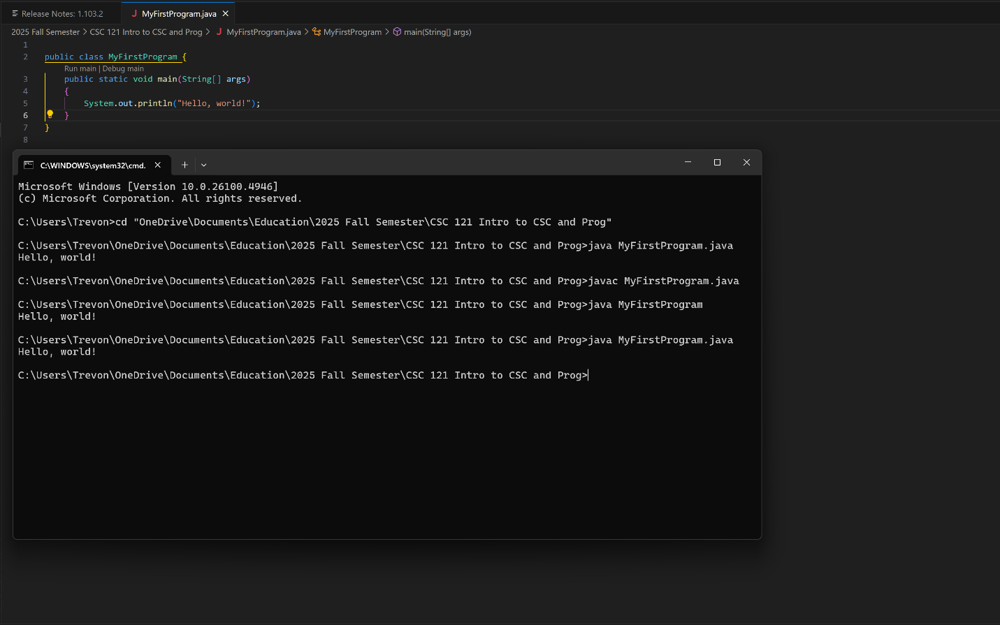 Release Notes: 1.103.2
J MyFirstProgram.java
2025 Fall Semester > CSC 121 Intro to CSC and Prog > J MyFirstProgram.java > MyFirstProgram > main(String[] args)
1
2 public class MyFirstProgram {
Run main | Debug main
3 public static void main(String[] args)
4 {
5 System.out.println("Hello, world!");
6 }
7 }
8
C:\WINDOWS\system32\cmd.
Microsoft Windows [Version 10.0.26100.4946]
(c) Microsoft Corporation. All rights reserved.
C:\Users\Trevon>cd "OneDrive\Documents\Education\2025 Fall Semester\CSC 121 Intro to CSC and Prog"
C:\Users\Trevon\OneDrive\Documents\Education\2025 Fall Semester\CSC 121 Intro to CSC and Prog>java MyFirstProgram.java
Hello, world!
C:\Users\Trevon\OneDrive\Documents\Education\2025 Fall Semester\CSC 121 Intro to CSC and Prog>javac MyFirstProgram.java
C:\Users\Trevon\OneDrive\Documents\Education\2025 Fall Semester\CSC 121 Intro to CSC and Prog>java MyFirstProgram
Hello, world!
C:\Users\Trevon\OneDrive\Documents\Education\2025 Fall Semester\CSC 121 Intro to CSC and Prog>java MyFirstProgram.java
Hello, world!
C:\Users\Trevon\OneDrive\Documents\Education\2025 Fall Semester\CSC 121 Intro to CSC and Prog>